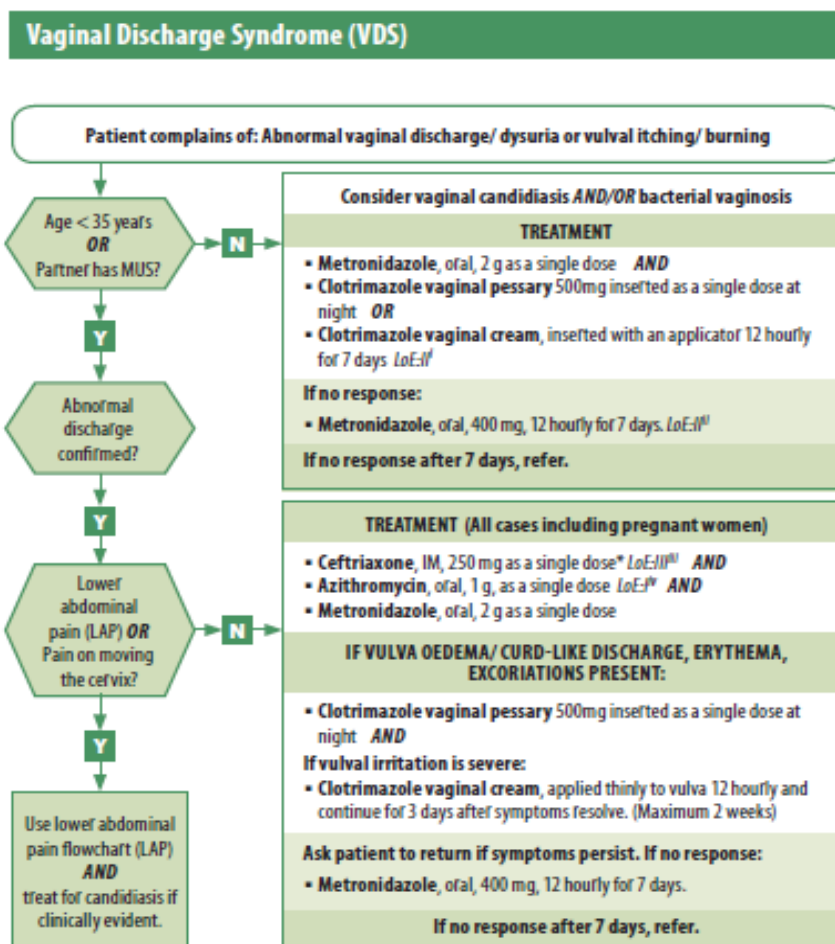 Vaginal Discharge Syndrome (VDS)
Patient complains of: Abnormal vaginal discharge/ dysuria or vulval itching/ burning
Age < 35 years
OR
Partner has MUS?
N
Y
Consider vaginal candidiasis AND/OR bacterial vaginosis
TREATMENT
▪ Metronidazole, oral, 2 g as a single dose AND
▪ Clotrimazole vaginal pessary 500mg inserted as a single dose at
night OR
▪ Clotrimazole vaginal cream, inserted with an applicator 12 hourly
for 7 days LoE:II
If no response:
▪ Metronidazole, oral, 400 mg, 12 hourly for 7 days. LoE:II
If no response after 7 days, refer.
Abnormal
discharge
confirmed?
Y
Lower
abdominal
pain (LAP) OR
Pain on moving
the cervix?
N
Y
TREATMENT (All cases including pregnant women)
▪ Ceftriaxone, IM, 250 mg as a single dose* LoE:III AND
▪ Azithromycin, oral, 1 g, as a single dose LoE:I AND
▪ Metronidazole, oral, 2 g as a single dose
IF VULVA OEDEMA/ CURD-LIKE DISCHARGE, ERYTHEMA,
EXCORIATIONS PRESENT:
▪ Clotrimazole vaginal pessary 500mg inserted as a single dose at
night AND
If vulval irritation is severe:
▪ Clotrimazole vaginal cream, applied thinly to vulva 12 hourly and
continue for 3 days after symptoms resolve. (Maximum 2 weeks)
Ask patient to return if symptoms persist. If no response:
▪ Metronidazole, oral, 400 mg, 12 hourly for 7 days.
If no response after 7 days, refer.
Use lower abdominal
pain flowchart (LAP)
AND
treat for candidiasis if
clinically evident.